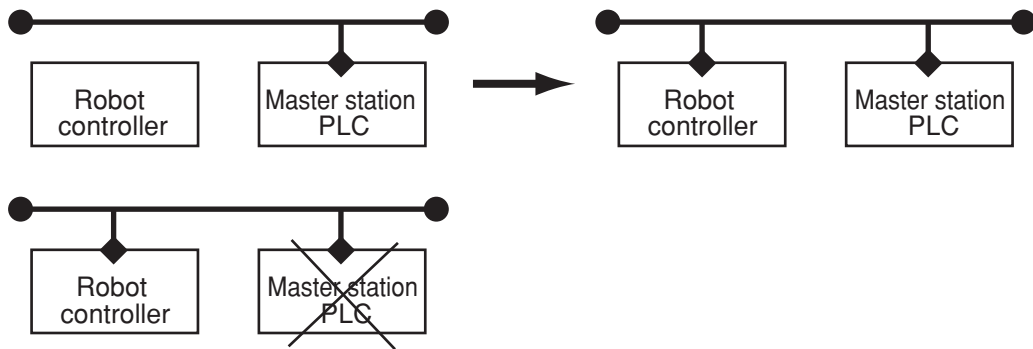 Robot
controller
Master station
PLC
Robot
controller
Master station
PLC
Robot
controller
Master station
PLC